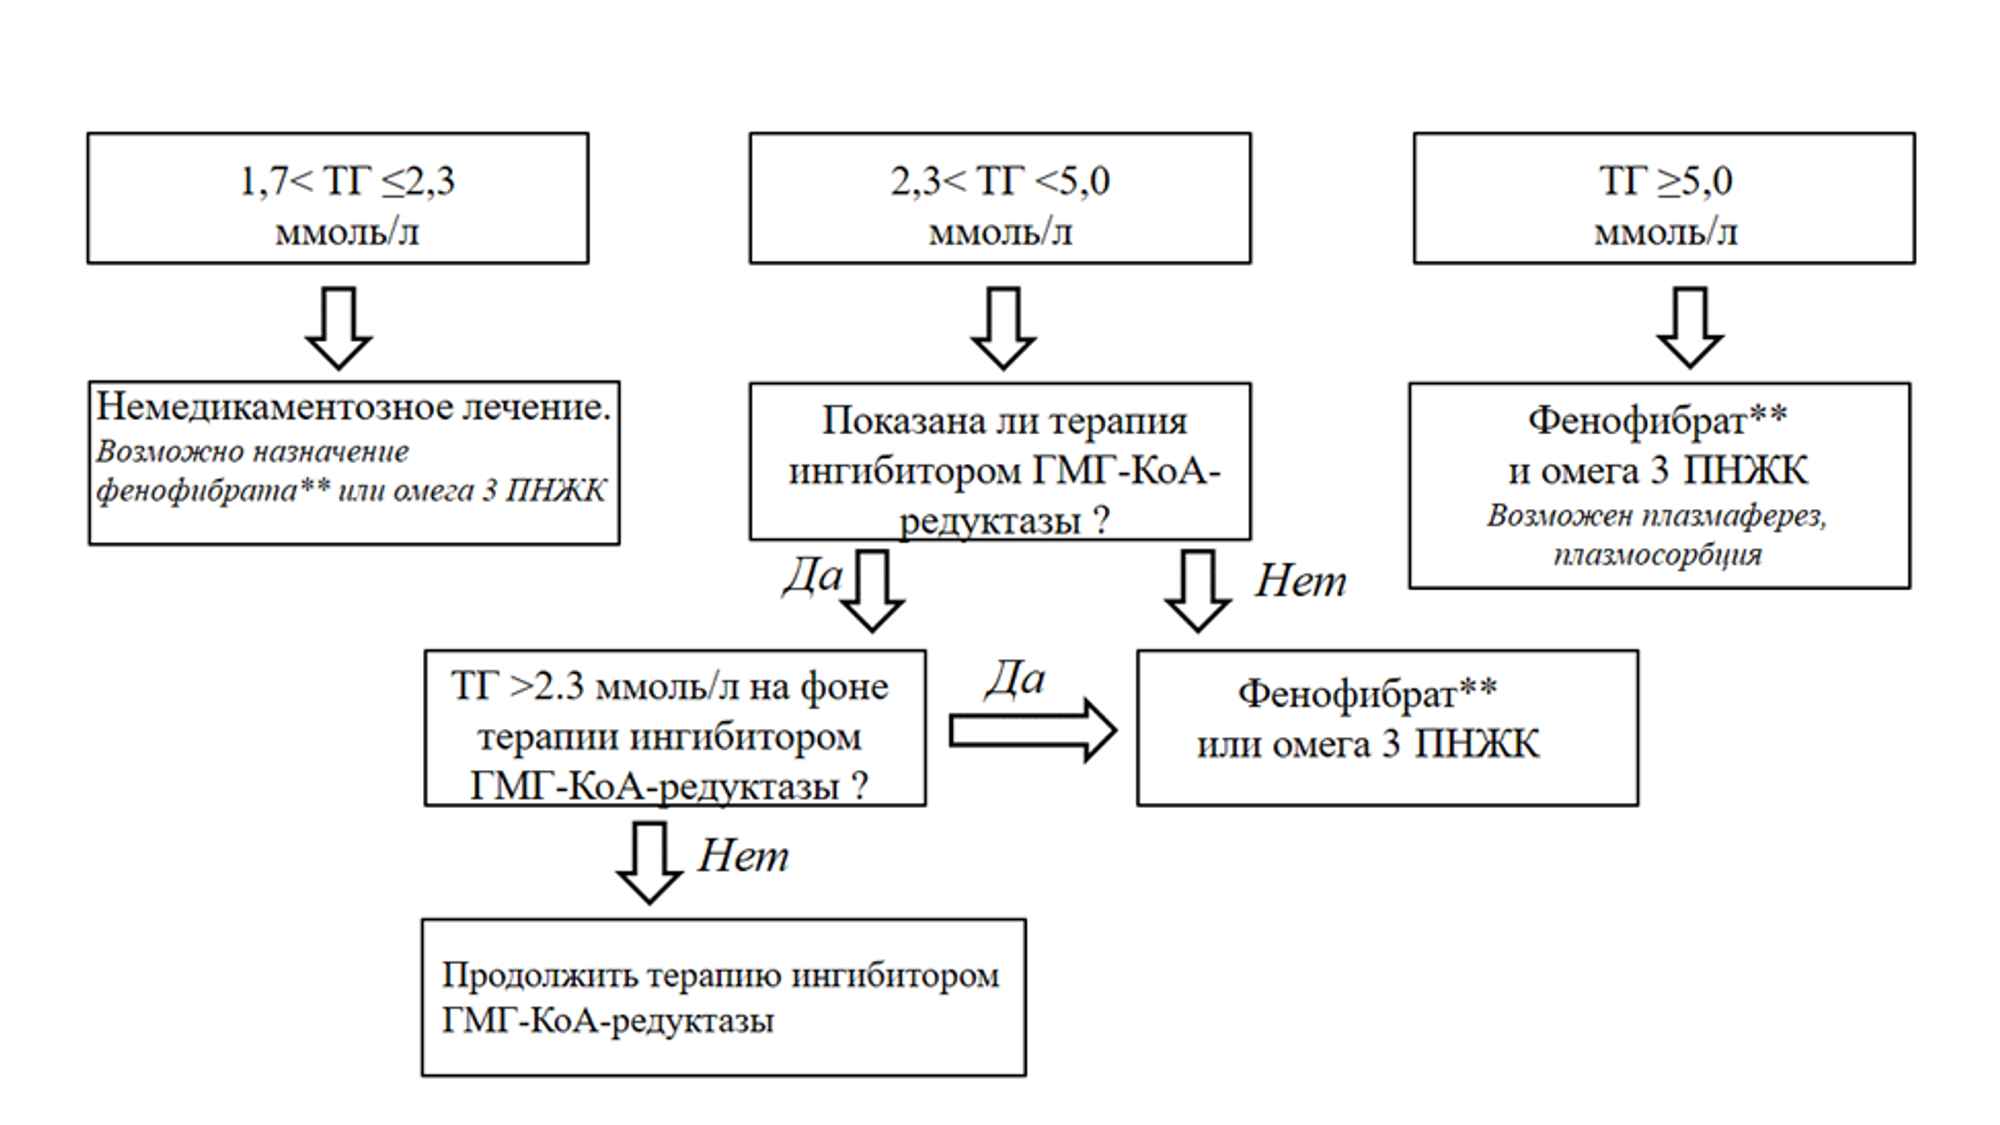 1,7< ТГ ≤2,3
ммоль/л
2,3< ТГ <5,0
ммоль/л
ТГ ≥5,0
ммоль/л
Немедикаментозное лечение.
Возможно назначение
фенофибрата** или омега 3 ПНЖК
Показана ли терапия
ингибитором ГМГ-КоА-
редуктазы ?
Фенофибрат**
и омега 3 ПНЖК
Возможен плазмаферез,
плазмосорбция
Да
Нет
ТГ >2.3 ммоль/л на фоне
терапии ингибитором
ГМГ-КоА-редуктазы ?
Да
Фенофибрат**
или омега 3 ПНЖК
Нет
Продолжить терапию ингибитором
ГМГ-КоА-редуктазы